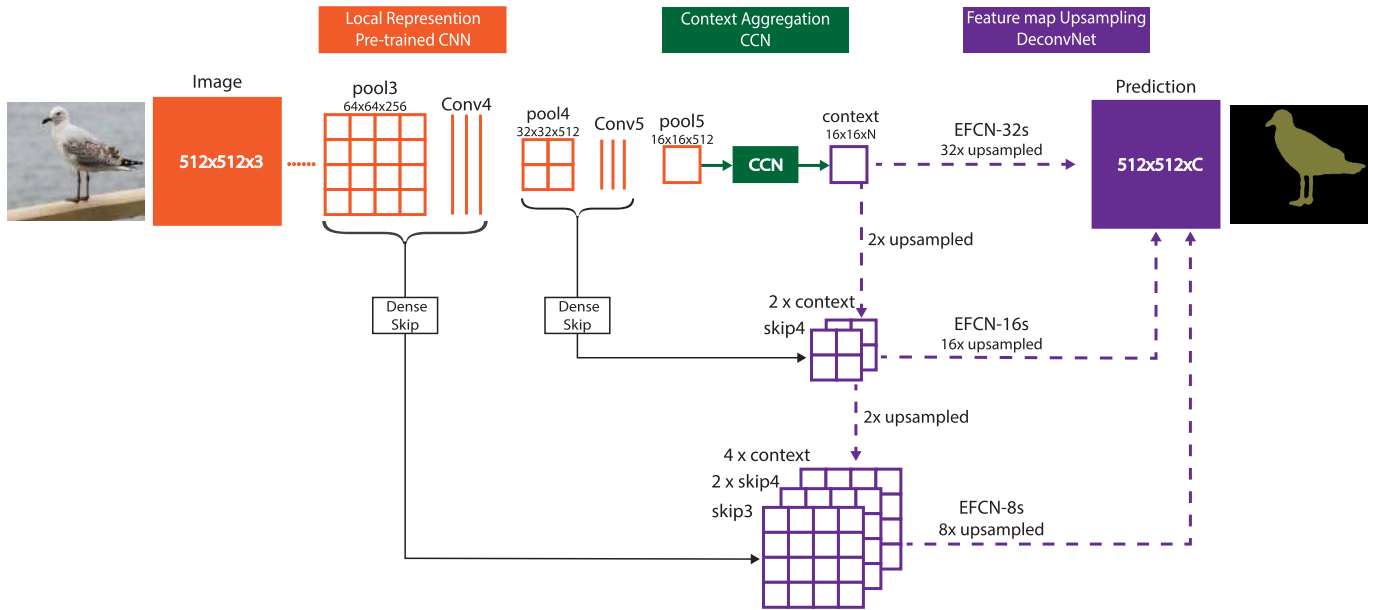 Local Represention
Pre-trained CNN
Context Aggregation
CCN
Feature map Upsampling
DeconvNet
Image
512x512x3
pool3
64x64x256
Conv4
pool4
32x32x512
Conv5
pool5
16x16x512
CCN
context
16x16xN
EFCN-32s
32x upsampled
Prediction
512x512xC
2x upsampled
Dense
Skip
Dense
Skip
2 x context
skip4
EFCN-16s
16x upsampled
2x upsampled
4 x context
2 x skip4
skip3
EFCN-8s
8x upsampled